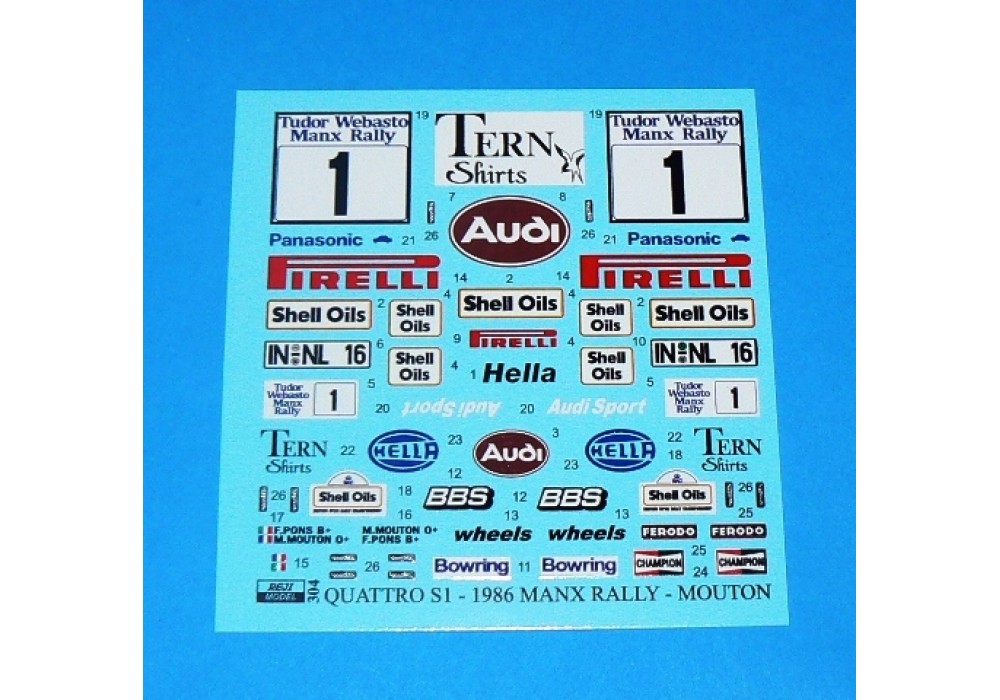 Tudor Webasto
Manx Rally
1
19
TERN
Shirts
19
Tudor Webasto
Manx Rally
1
7
8
Panasonic
21
26
Audi
26
21
Panasonic
PIRELLI
14
2
14
PIRELLI
Shell Oils
2
Shell
Oils
4
Shell Oils
4
Shell
Oils
2
Shell Oils
IN NL 16
6
Shell
Oils
4
9
PIRELLI
1
Hella
4
Shell
Oils
10
IN NL 16
Tudor
Webasto
Manx
Rally
1
5
20
Audi Sport
20
Audi Sport
5
Tudor
Webasto
Manx
Rally
1
TERN
Shirts
22
HELLA
23
12
Audi
3
23
HELLA
22
18
TERN
Shirts
26
Shell Oils
18
BBS
12
BBS
Shell Oils
26
17
16
13
13
25
F.PONS B+
M.MOUTON O+
M.MOUTON O+
F.PONS B+
wheels
wheels
FERODO
FERODO
15
26
Bowring
11
Bowring
CHAMPION
25
24
CHAMPION
REJI
MODEL
304
QUATTRO S1 - 1986 MANX RALLY - MOUTON